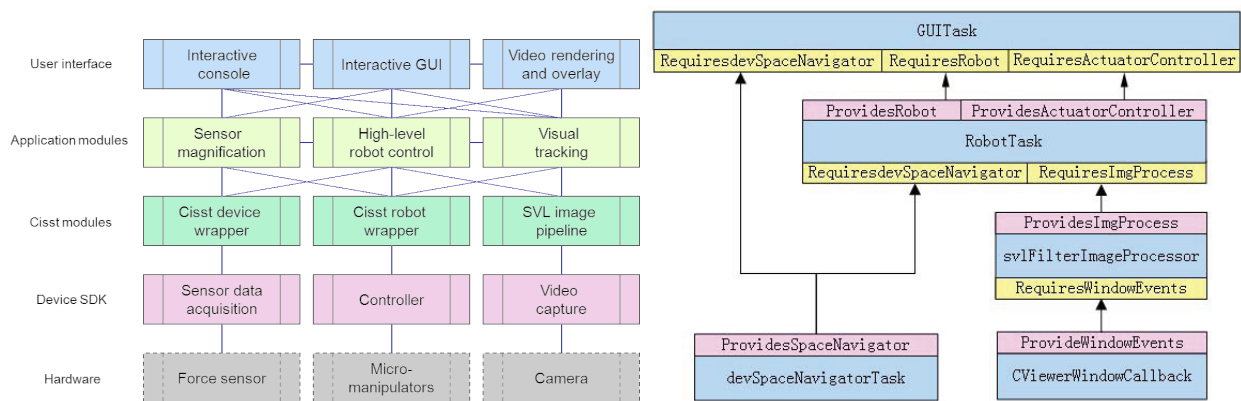 User interface
Interactive
console
Interactive GUI
Video rendering
and overlay
Application modules
Sensor
magnification
High-level
robot control
Visual
tracking
Cisst modules
Cisst device
wrapper
Cisst robot
wrapper
SVL image
pipeline
Device SDK
Sensor data
acquisition
Controller
Video
capture
Hardware
Force sensor
Micro-
manipulators
Camera
GUITask
RequiresdevSpaceNavigator
RequiresRobot
RequiresActuatorController
ProvidesRobot
ProvidesActuatorController
RobotTask
RequiresdevSpaceNavigator
RequiresImgProcess
ProvidesImgProcess
svlFilterImageProcessor
RequiresWindowEvents
ProvidesSpaceNavigator
devSpaceNavigatorTask
ProvideWindowEvents
CViewerWindowCallback